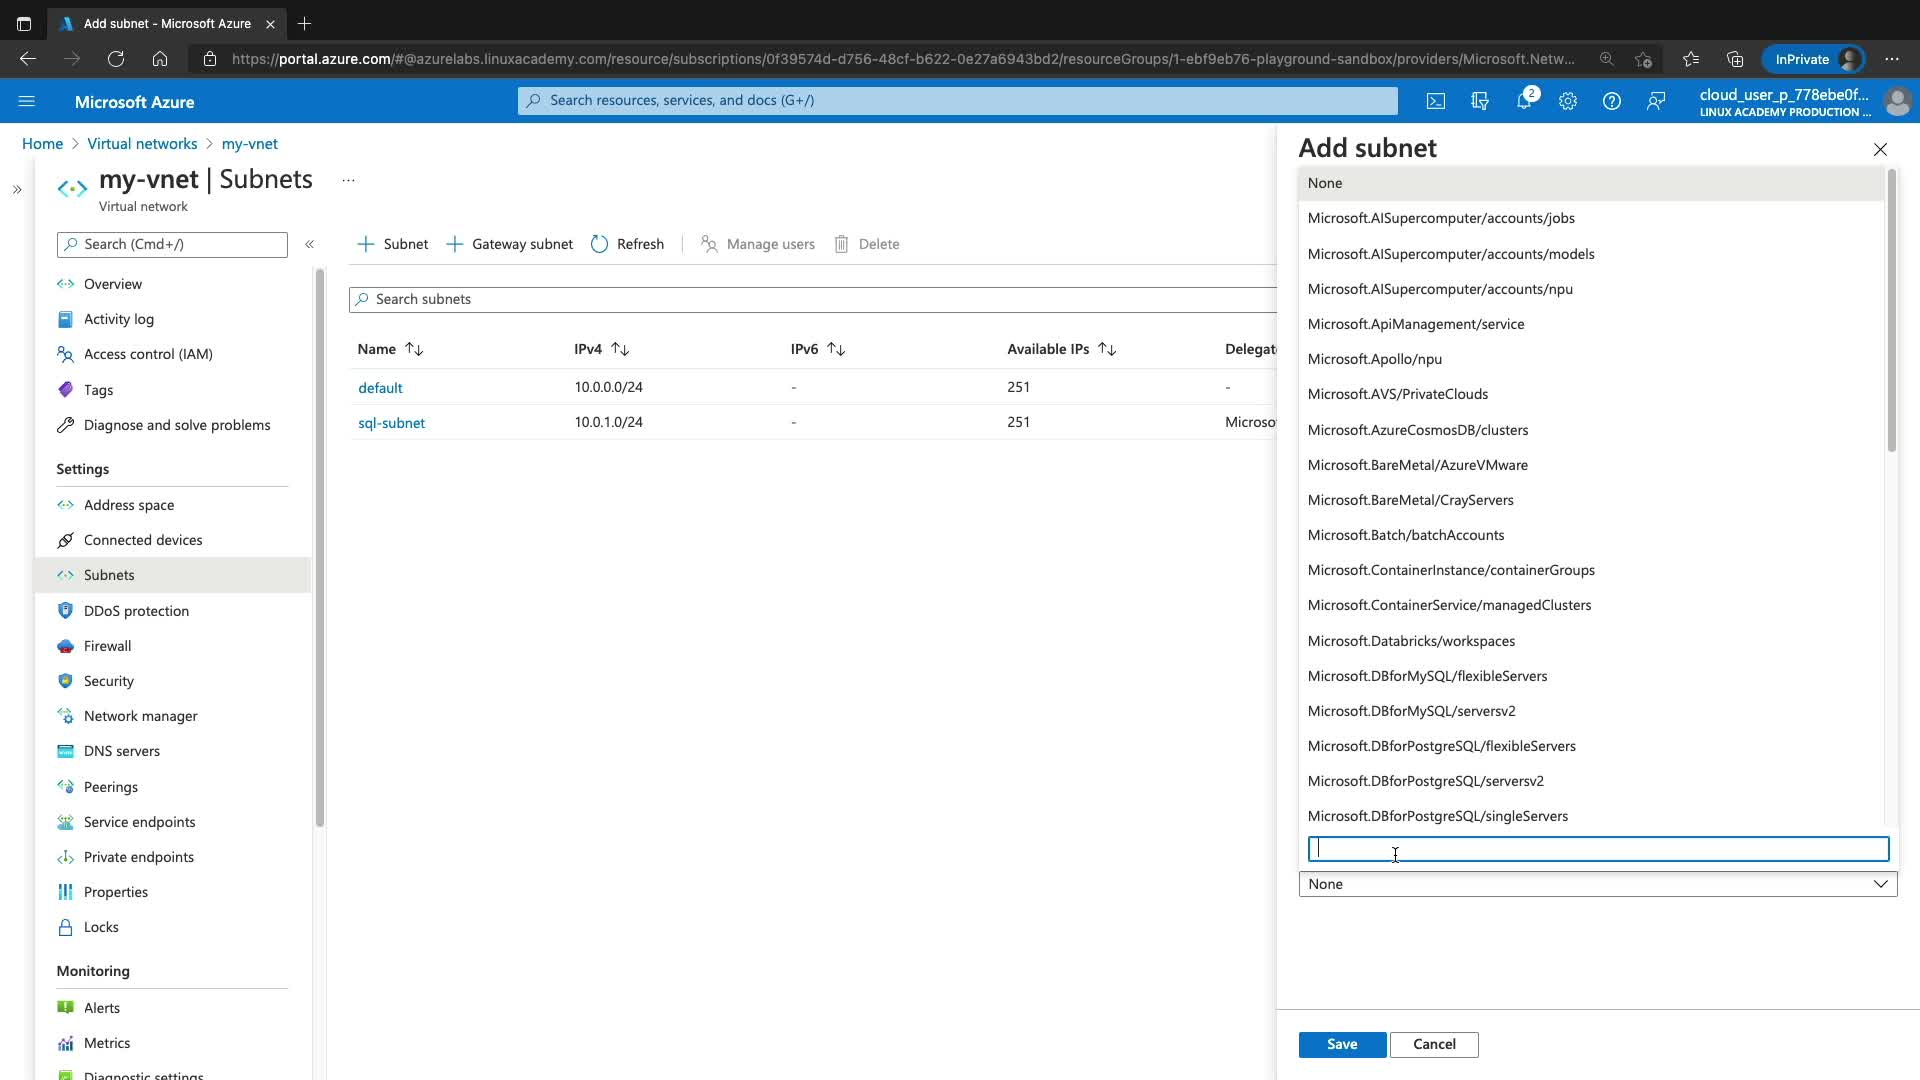 Add subnet - Microsoft Azure
https://portal.azure.com/#@azurelabs.linuxacademy.com/resource/subscriptions/0f39574d-d756-48cf-b622-0e27a6943bd2/resourceGroups/1-ebf9eb76-playground-sandbox/providers/Microsoft.Netw...
InPrivate
Microsoft Azure
Search resources, services, and docs (G+/)
2
cloud_user_p_778ebe0f...
LINUX ACADEMY PRODUCTION ...
Home > Virtual networks > my-vnet
my-vnet | Subnets ...
Virtual network
Search (Cmd+/)
Overview
Activity log
Access control (IAM)
Tags
Diagnose and solve problems
Settings
Address space
Connected devices
Subnets
DDoS protection
Firewall
Security
Network manager
DNS servers
Peerings
Service endpoints
Private endpoints
Properties
Locks
Monitoring
Alerts
Metrics
Diagnostic settings
Subnet
Gateway subnet
Refresh
Manage users
Delete
Search subnets
Name IPv4 IPv6 Available IPs Delegat
default 10.0.0.0/24 - 251 -
sql-subnet 10.0.1.0/24 - 251 Microso
Add subnet
None
Microsoft.AISupercomputer/accounts/jobs
Microsoft.AISupercomputer/accounts/models
Microsoft.AISupercomputer/accounts/npu
Microsoft.ApiManagement/service
Microsoft.Apollo/npu
Microsoft.AVS/PrivateClouds
Microsoft.AzureCosmosDB/clusters
Microsoft.BareMetal/AzureVMware
Microsoft.BareMetal/CrayServers
Microsoft.Batch/batchAccounts
Microsoft.ContainerInstance/containerGroups
Microsoft.ContainerService/managedClusters
Microsoft.Databricks/workspaces
Microsoft.DBforMySQL/flexibleServers
Microsoft.DBforMySQL/serversv2
Microsoft.DBforPostgreSQL/flexibleServers
Microsoft.DBforPostgreSQL/serversv2
Microsoft.DBforPostgreSQL/singleServers
None
Save
Cancel